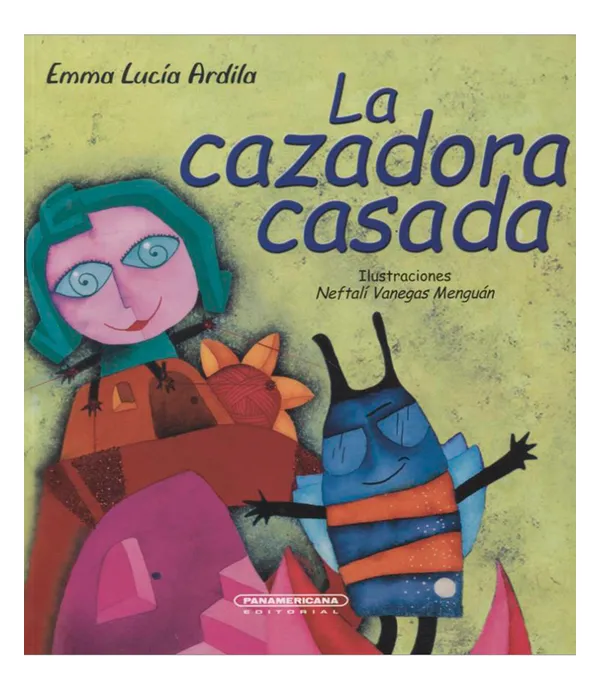 Emma Lucía Ardila
La
cazadora
casada
Ilustraciones
Neftalí Vanegas Menguán
PANAMERICANA
EDITORIAL